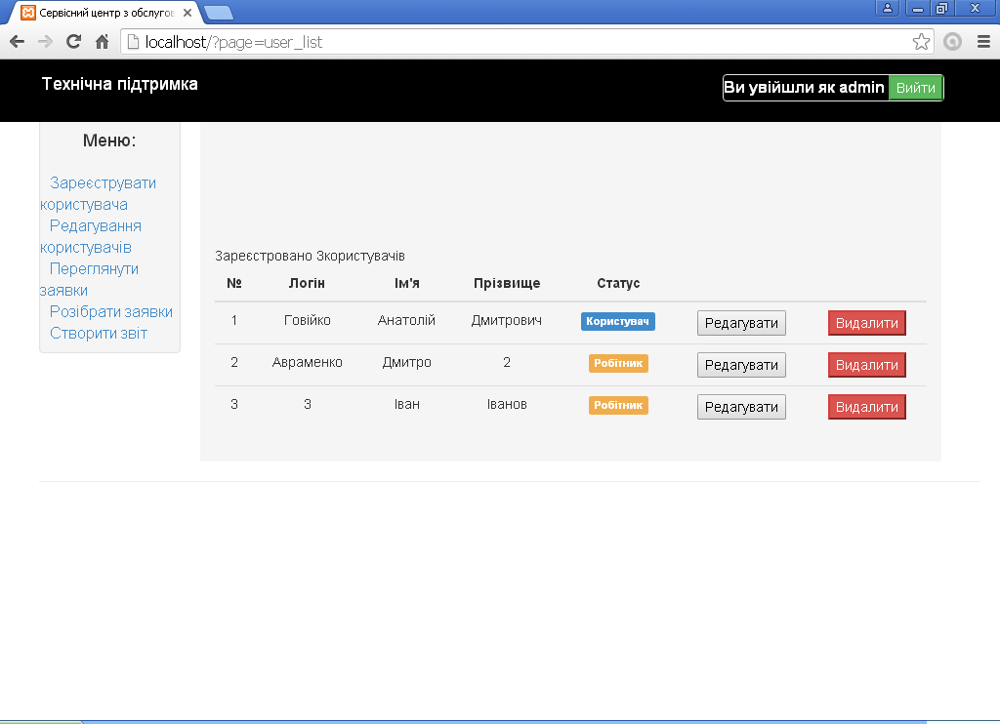 Сервісний центр з обслугов
localhost/?page=user_list
Технічна підтримка
Ви увійшли як admin Вийти
Меню:
Зареєструвати
користувача
Редагування
користувачів
Переглянути
заявки
Розібрати заявки
Створити звіт
Зареєстровано 3користувачів
№ Логін Ім'я Прізвище Статус
1 Говійко Анатолій Дмитрович Користувач Редагувати Видалити
2 Авраменко Дмитро 2 Робітник Редагувати Видалити
3 3 Іван Іванов Робітник Редагувати Видалити